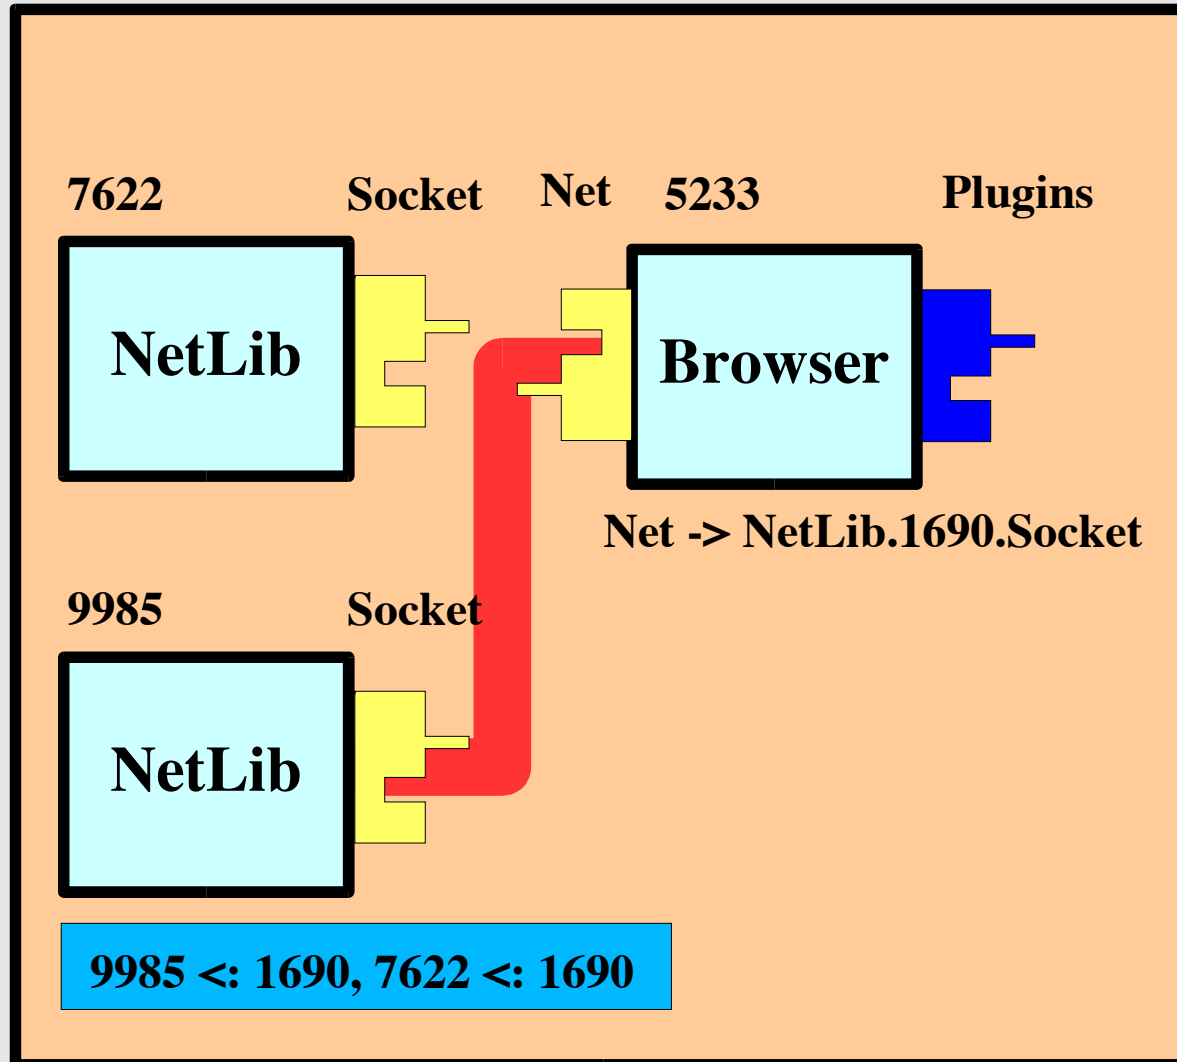 7622 Socket Net 5233 Plugins
NetLib Browser
Net -> NetLib.1690.Socket
9985 Socket
NetLib
9985 <: 1690, 7622 <: 1690